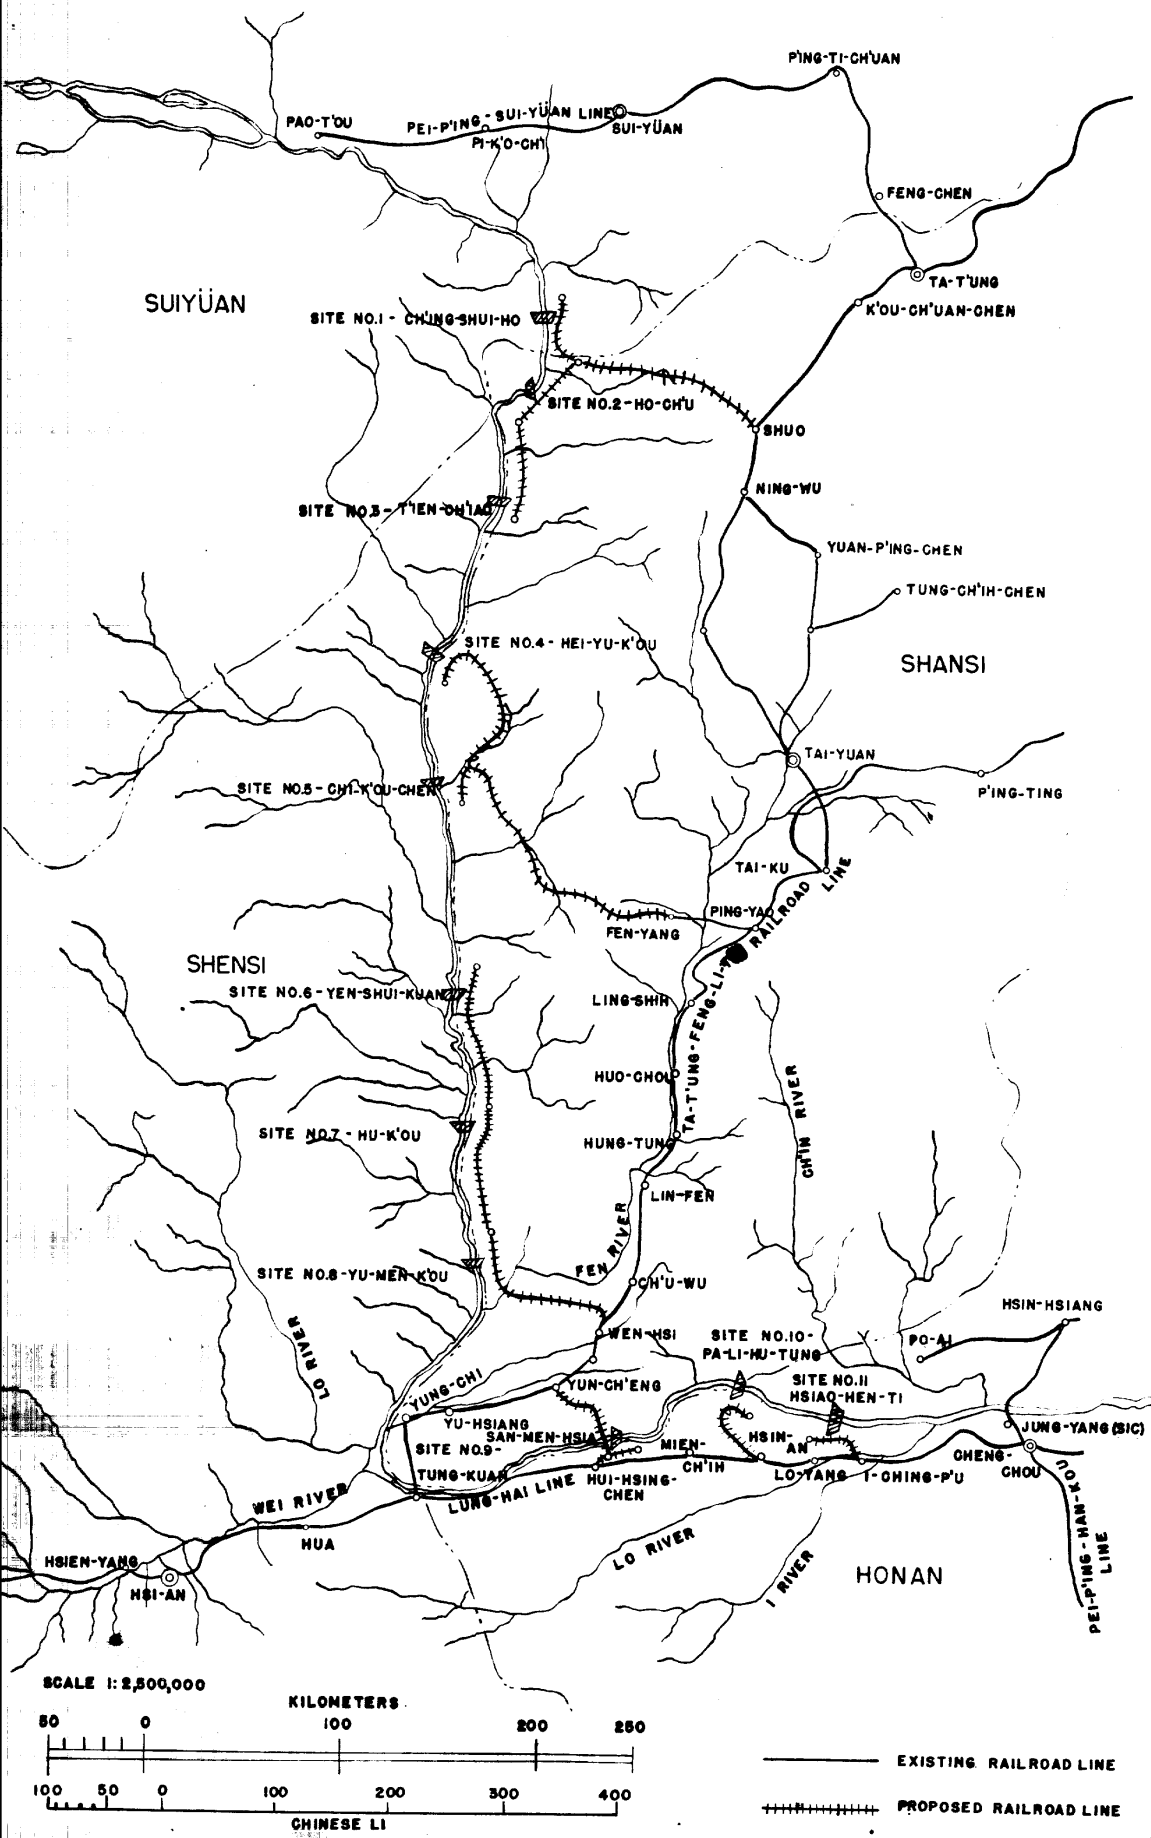 P'ING-TI-CH'UAN
PAO-T'OU
PEI-P'ING-SUI-YÜAN LINE
SUI-YÜAN
PI-K'O-CHI
FENG-CHEN
TA-T'UNG
K'OU-CH'UAN-CHEN
SUIYÜAN
SITE NO.1 - CH'ING-SHUI-HO
SITE NO.2-HO-CH'U
SHUO
NING-WU
SITE NO.3-T'IEN-CH'IAO
YUAN-P'ING-CHEN
TUNG-CH'IH-CHEN
SITE NO.4-HEI-YU-K'OU
SHANSI
TAI-YUAN
SITE NO.5-CHI-K'OU-CHEN
P'ING-TING
TAI-KU
PING-YAO
FEN-YANG
TA-T'UNG-FENG-LI-TU RAILROAD LINE
SHENSI
SITE NO.6-YEN-SHUI-KUAN
LING-SHIH
HUO-CHOU
CH'IN RIVER
SITE NO.7 - HU-K'OU
HUNG-TUNG
LIN-FEN
FEN RIVER
SITE NO.8-YU-MEN-K'OU
CH'U-WU
HSIN-HSIANG
LO RIVER
WEN-HSI
SITE NO.10-
PA-LI-HU-TUNG
PO-AI
YUNG-CHI
YUN-CH'ENG
SITE NO.11
HSIAO-HEN-TI
YU-HSIANG
SAN-MEN-HSIA
JUNG-YANG (SIC)
SITE NO.9-
MIEN-
CH'IH
HSIN-
AN
TUNG-KUAN
LUNG-HAI LINE
HUI-HSING-
CHEN
LO-YANG
I-CHING-P'U
CHENG-
CHOU
WEI RIVER
HUA
LO RIVER
I RIVER
HSIEN-YANG
HSI-AN
HONAN
PEI-P'ING-HAN-K'OU
LINE
SCALE 1:2,500,000
KILOMETERS
50 0 100 200 250
100 50 0 100 200 300 400
CHINESE LI
EXISTING RAILROAD LINE
PROPOSED RAILROAD LINE